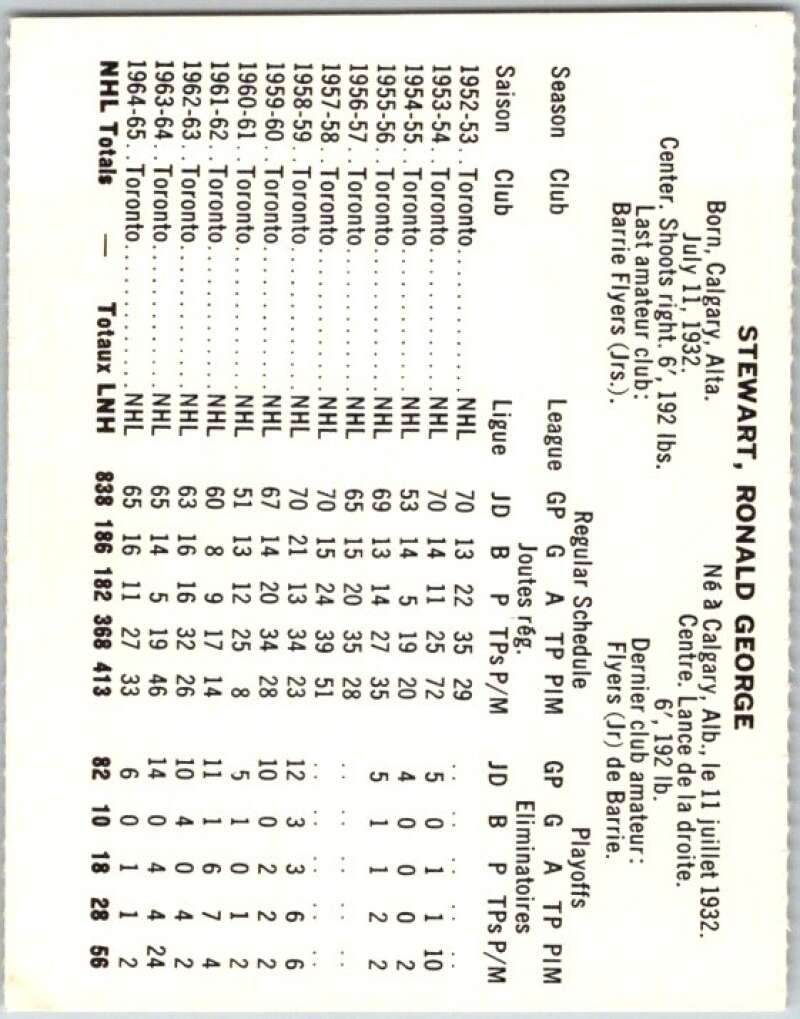 STEWART, RONALD GEORGE
Born, Calgary, Alta.
July 11, 1932.
Center. Shoots right. 6', 192 lbs.
Last amateur club:
Barrie Flyers (Jrs.).
Né à Calgary, Alb., le 11 juillet 1932.
Centre. Lance de la droite.
6', 192 lb.
Dernier club amateur:
Flyers (Jr) de Barrie.
Regular Schedule Playoffs
Season Club League GP G A TP PIM GP G A TP PIM
Joutes rég. Eliminatoires
Saison Club Ligue JD B P TPs P/M JD B P TPs P/M
1952-53..Toronto..............NHL 70 13 22 35 29 .. .. .. .. ..
1953-54..Toronto..............NHL 70 14 11 25 72 5 0 1 1 10
1954-55..Toronto..............NHL 53 14 5 19 20 4 0 0 0 2
1955-56..Toronto..............NHL 69 13 14 27 35 5 1 1 2 2
1956-57..Toronto..............NHL 65 15 20 35 28 .. .. .. .. ..
1957-58..Toronto..............NHL 70 15 24 39 51 .. .. .. .. ..
1958-59..Toronto..............NHL 70 21 13 34 23 12 3 3 6 6
1959-60..Toronto..............NHL 67 14 20 34 28 10 0 2 2 2
1960-61..Toronto..............NHL 51 13 12 25 8 5 1 0 1 2
1961-62..Toronto..............NHL 60 8 9 17 14 11 1 6 7 4
1962-63..Toronto..............NHL 63 16 16 32 26 10 4 0 4 2
1963-64..Toronto..............NHL 65 14 5 19 46 14 0 4 4 24
1964-65..Toronto..............NHL 65 16 11 27 33 6 0 1 1 2
NHL Totals — Totaux LNH 838 186 182 368 413 82 10 18 28 56